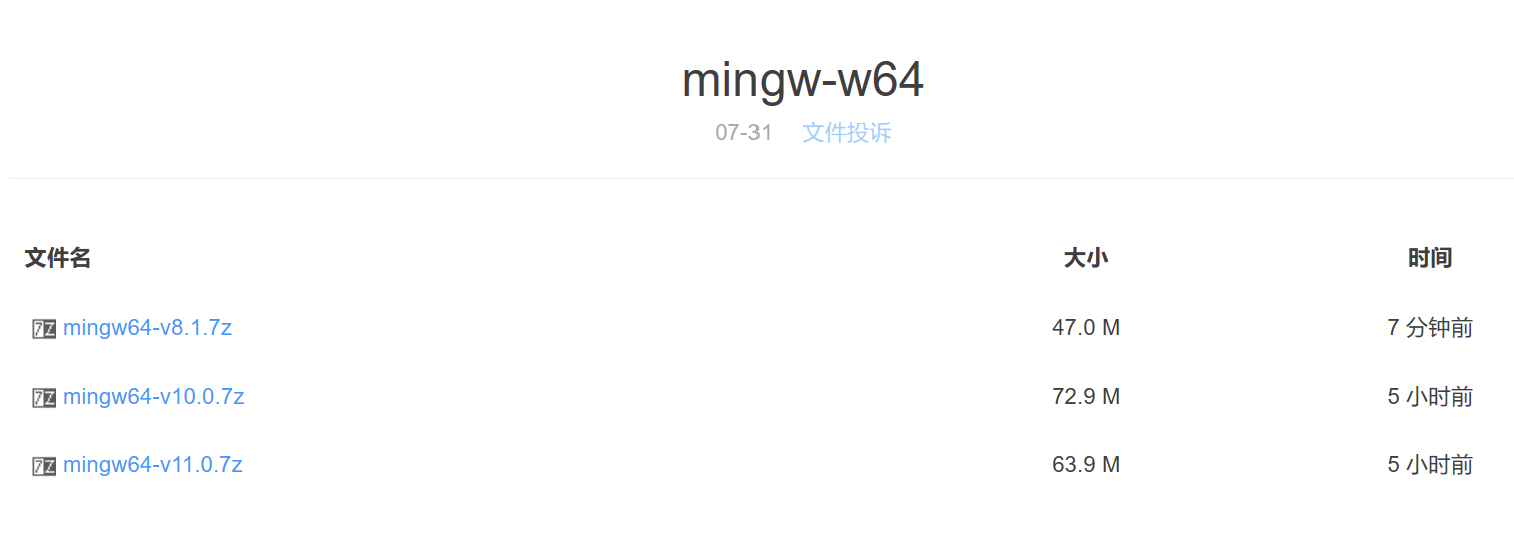 mingw-w64
07-31 文件投诉
文件名 大小 时间
7Z mingw64-v8.1.7z 47.0 M 7 分钟前
7Z mingw64-v10.0.7z 72.9 M 5 小时前
7Z mingw64-v11.0.7z 63.9 M 5 小时前